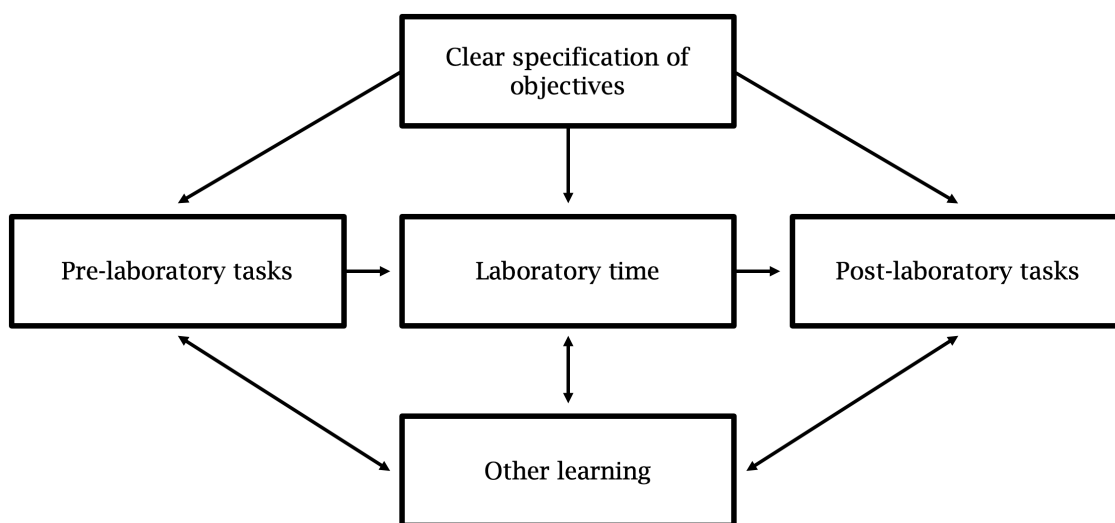 Clear specification of
objectives
Pre-laboratory tasks
Laboratory time
Post-laboratory tasks
Other learning